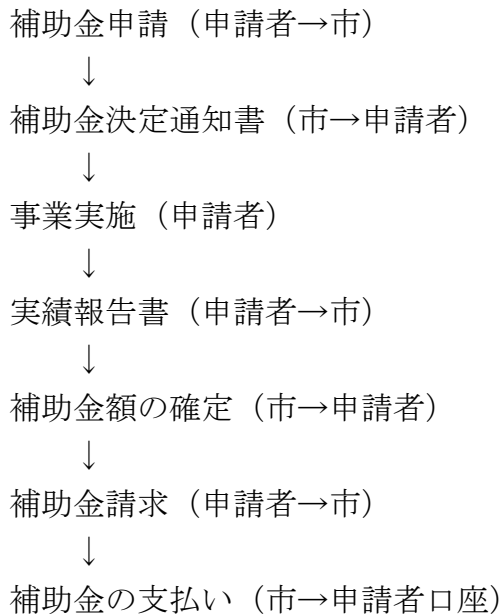 補助金申請（申請者→市）
↓
補助金決定通知書（市→申請者）
↓
事業実施（申請者）
↓
実績報告書（申請者→市）
↓
補助金額の確定（市→申請者）
↓
補助金請求（申請者→市）
↓
補助金の支払い（市→申請者口座）